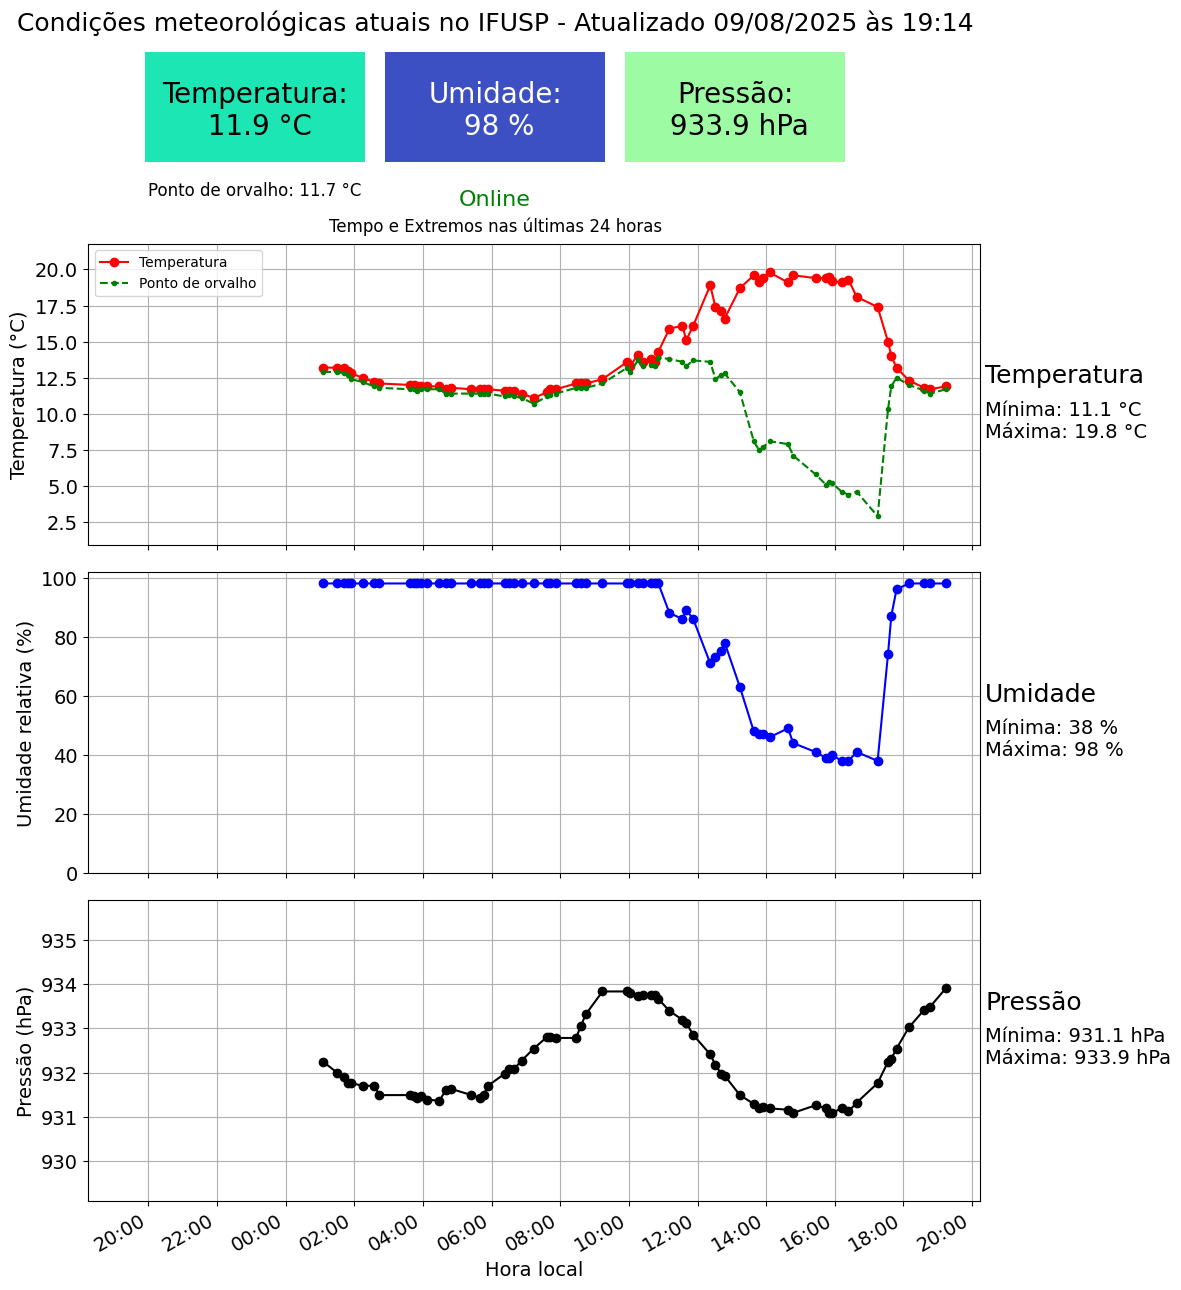 Condições meteorológicas atuais no IFUSP - Atualizado 09/08/2025 às 19:14
Temperatura:
11.9 °C
Umidade:
98 %
Pressão:
933.9 hPa
Ponto de orvalho: 11.7 °C
Online
Tempo e Extremos nas últimas 24 horas
Temperatura
Ponto de orvalho
Temperatura (°C)
20.0
17.5
15.0
12.5
10.0
7.5
5.0
2.5
Temperatura
Mínima: 11.1 °C
Máxima: 19.8 °C
Umidade relativa (%)
100
80
60
40
20
0
Umidade
Mínima: 38 %
Máxima: 98 %
Pressão (hPa)
935
934
933
932
931
930
Pressão
Mínima: 931.1 hPa
Máxima: 933.9 hPa
20:00
22:00
00:00
02:00
04:00
06:00
08:00
10:00
12:00
14:00
16:00
18:00
20:00
Hora local